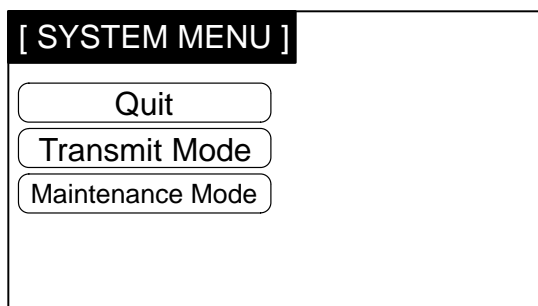 [ SYSTEM MENU ]
Quit
Transmit Mode
Maintenance Mode